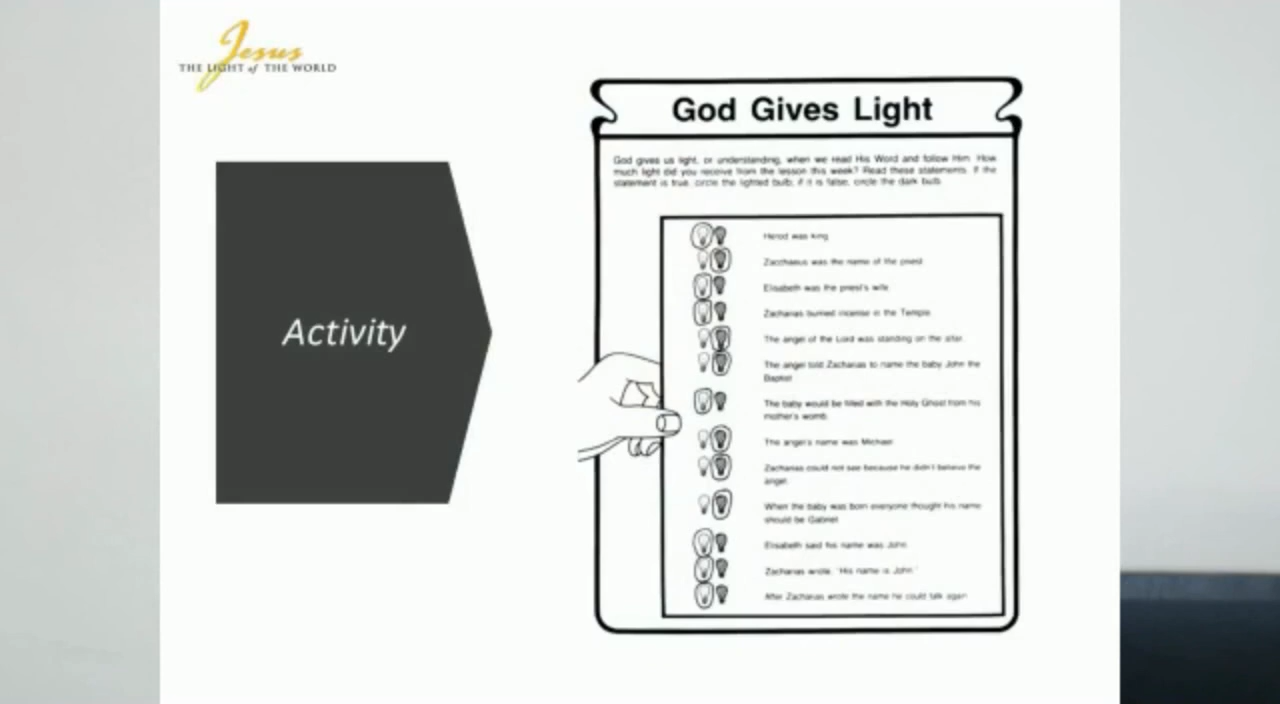 Jesus
THE LIGHT of THE WORLD
God Gives Light
God gives us light, or understanding, when we read His Word and follow Him. How
much light did you receive from the lesson this week? Read these statements. If the
statement is true, circle the lighted bulb; if it is false, circle the dark bulb.
Activity
Herod was king.
Zacchaeus was the name of the priest.
Elisabeth was the priest's wife.
Zacharias burned incense in the Temple.
The angel of the Lord was standing on the altar.
The angel told Zacharias to name the baby John the
Baptist.
The baby would be filled with the Holy Ghost from his
mother's womb.
The angel's name was Michael.
Zacharias could not see because he didn't believe the
angel.
When the baby was born everyone thought his name
should be Gabriel.
Elisabeth said his name was John.
Zacharias wrote, "His name is John."
After Zacharias wrote the name he could talk again.